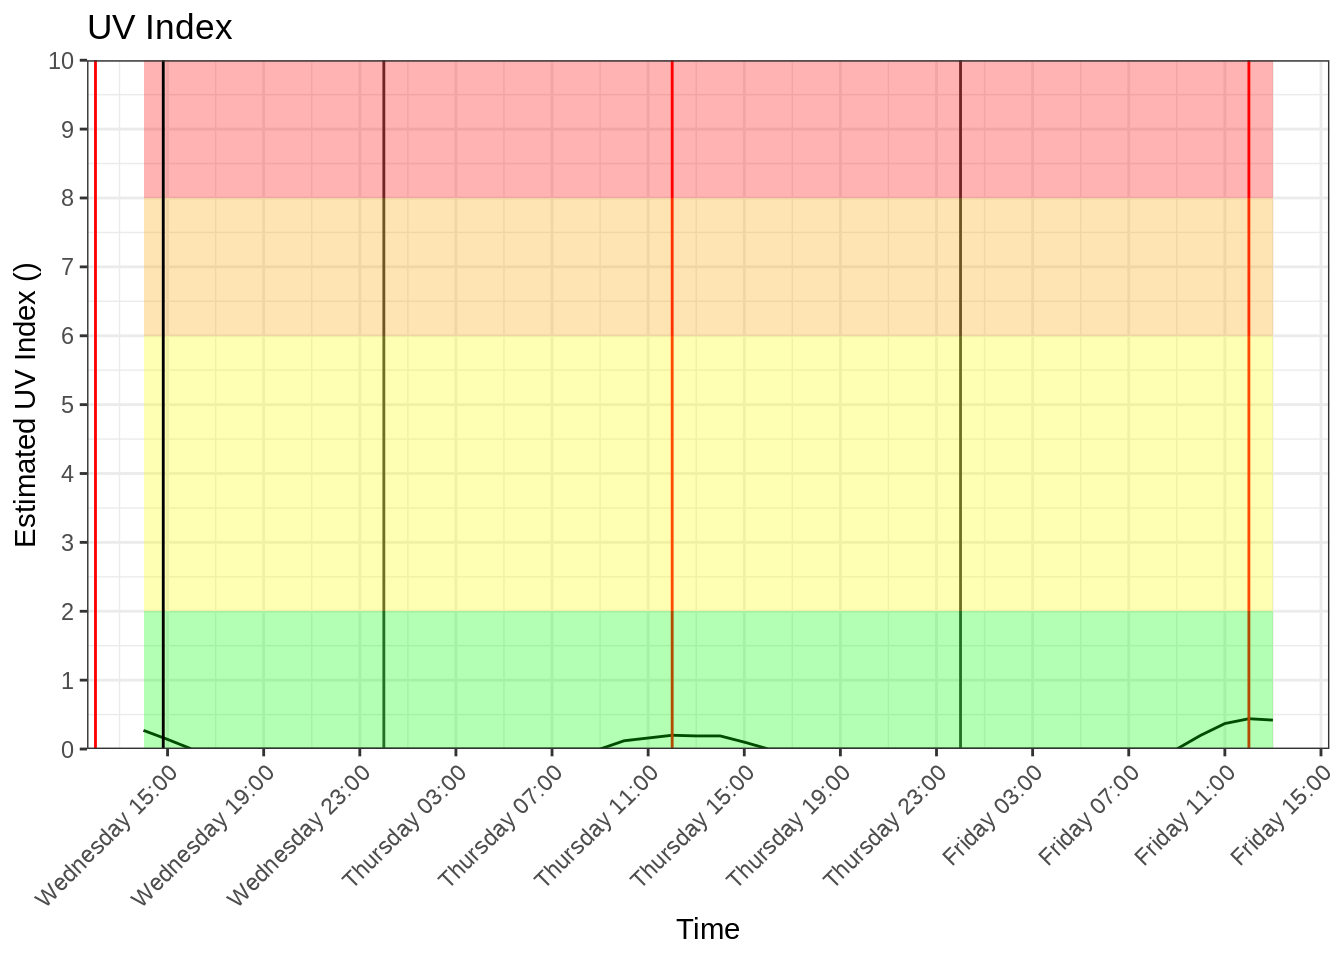 UV Index
Estimated UV Index ()
10
9
8
7
6
5
4
3
2
1
0
Wednesday 15:00
Wednesday 19:00
Wednesday 23:00
Thursday 03:00
Thursday 07:00
Thursday 11:00
Thursday 15:00
Thursday 19:00
Thursday 23:00
Friday 03:00
Friday 07:00
Friday 11:00
Friday 15:00
Time